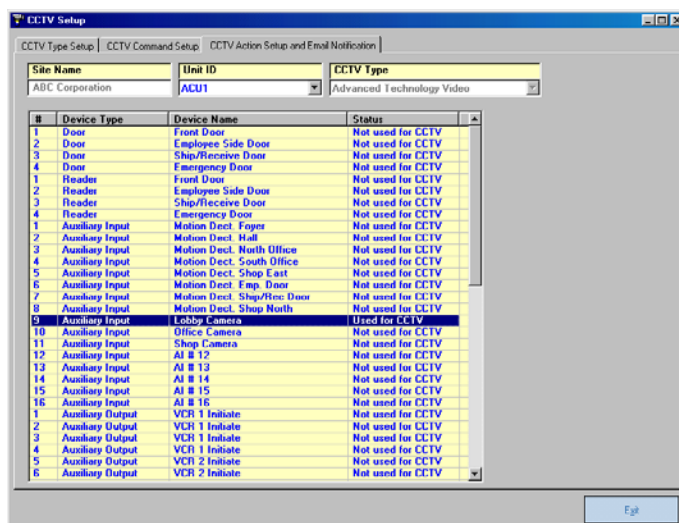 CCTV Setup
CCTV Type Setup CCTV Command Setup CCTV Action Setup and Email Notification
Site Name Unit ID CCTV Type
ABC Corporation ACU1 Advanced Technology Video
# Device Type Device Name Status
1 Door Front Door Not used for CCTV
2 Door Employee Side Door Not used for CCTV
3 Door Ship/Receive Door Not used for CCTV
4 Door Emergency Door Not used for CCTV
1 Reader Front Door Not used for CCTV
2 Reader Employee Side Door Not used for CCTV
3 Reader Ship/Receive Door Not used for CCTV
4 Reader Emergency Door Not used for CCTV
1 Auxiliary Input Motion Dect. Foyer Not used for CCTV
2 Auxiliary Input Motion Dect. Hall Not used for CCTV
3 Auxiliary Input Motion Dect. North Office Not used for CCTV
4 Auxiliary Input Motion Dect. South Office Not used for CCTV
5 Auxiliary Input Motion Dect. Shop East Not used for CCTV
6 Auxiliary Input Motion Dect. Emp. Door Not used for CCTV
7 Auxiliary Input Motion Dect. Ship/Rec Door Not used for CCTV
8 Auxiliary Input Motion Dect. Shop North Not used for CCTV
9 Auxiliary Input Lobby Camera Used for CCTV
10 Auxiliary Input Office Camera Not used for CCTV
11 Auxiliary Input Shop Camera Not used for CCTV
12 Auxiliary Input AI # 12 Not used for CCTV
13 Auxiliary Input AI # 13 Not used for CCTV
14 Auxiliary Input AI # 14 Not used for CCTV
15 Auxiliary Input AI # 15 Not used for CCTV
16 Auxiliary Input AI # 16 Not used for CCTV
1 Auxiliary Output VCR 1 Initiate Not used for CCTV
2 Auxiliary Output VCR 1 Initiate Not used for CCTV
3 Auxiliary Output VCR 1 Initiate Not used for CCTV
4 Auxiliary Output VCR 1 Initiate Not used for CCTV
5 Auxiliary Output VCR 2 Initiate Not used for CCTV
6 Auxiliary Output VCR 2 Initiate Not used for CCTV
Exit